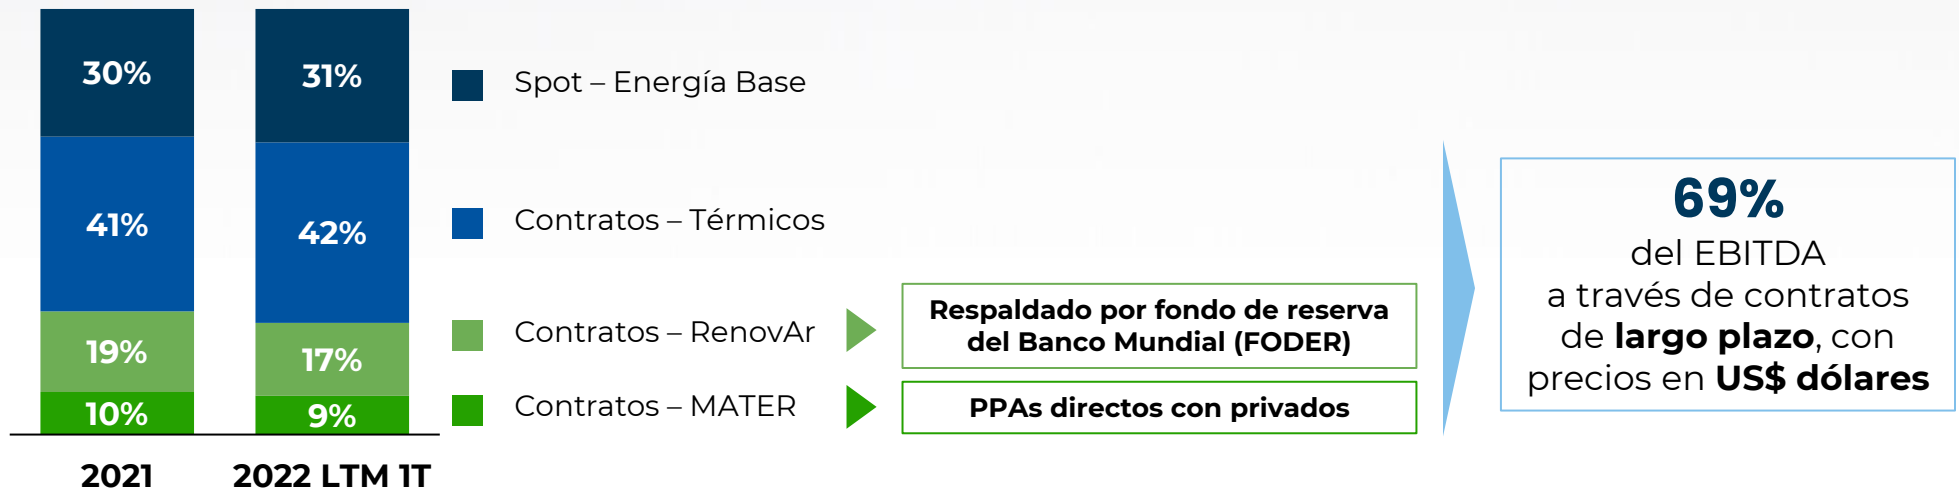 30%
41%
19%
10%
2021
31%
42%
17%
9%
2022 LTM 1T
Spot – Energía Base
Contratos – Térmicos
Contratos – RenovAr
Contratos – MATER
Respaldado por fondo de reserva
del Banco Mundial (FODER)
PPAs directos con privados
69%
del EBITDA
a través de contratos
de largo plazo, con
precios en US$ dólares